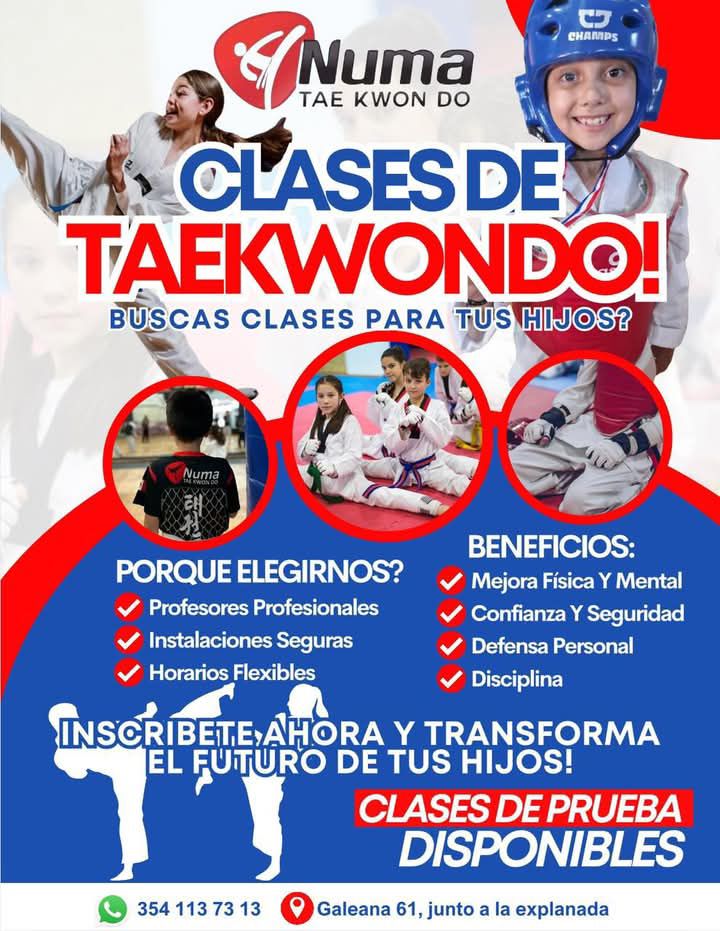 Numa
TAE KWON DO
CHAMPS
CLASES DE
TAEKWONDO!
BUSCAS CLASES PARA TUS HIJOS?
Numa
TAE KWON DO
PORQUE ELEGIRNOS?
Profesores Profesionales
Instalaciones Seguras
Horarios Flexibles
BENEFICIOS:
Mejora Física Y Mental
Confianza Y Seguridad
Defensa Personal
Disciplina
INSCRIBETE AHORA Y TRANSFORMA
EL FUTURO DE TUS HIJOS!
CLASES DE PRUEBA
DISPONIBLES
354 113 73 13
Galeana 61, junto a la explanada